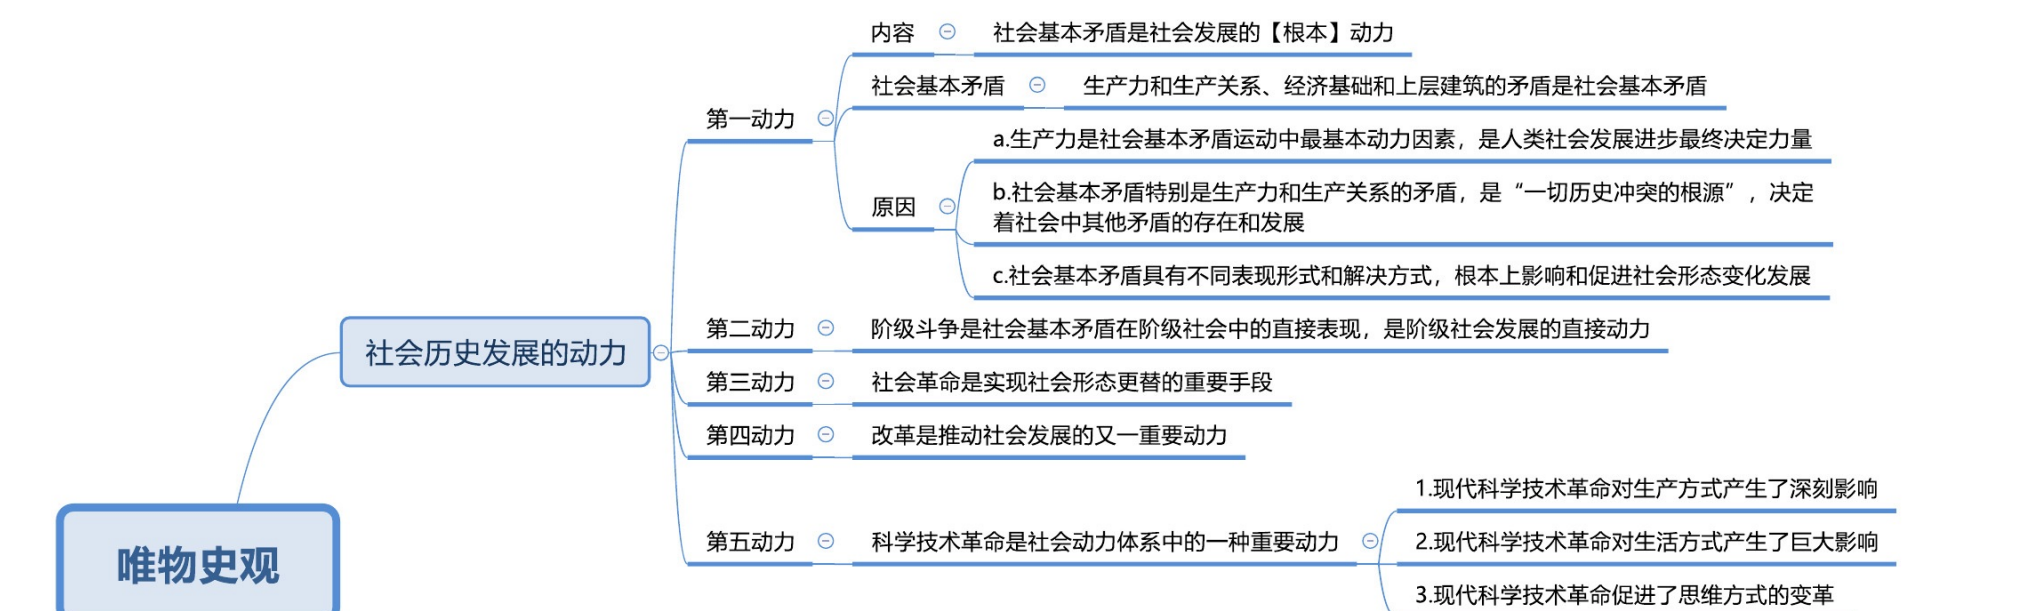 内容
社会基本矛盾是社会发展的【根本】动力
社会基本矛盾
生产力和生产关系、经济基础和上层建筑的矛盾是社会基本矛盾
第一动力
a.生产力是社会基本矛盾运动中最基本动力因素，是人类社会发展进步最终决定力量
原因
b.社会基本矛盾特别是生产力和生产关系的矛盾，是“一切历史冲突的根源”，决定
着社会中其他矛盾的存在和发展
c.社会基本矛盾具有不同表现形式和解决方式，根本上影响和促进社会形态变化发展
社会历史发展的动力
第二动力
阶级斗争是社会基本矛盾在阶级社会中的直接表现，是阶级社会发展的直接动力
第三动力
社会革命是实现社会形态更替的重要手段
第四动力
改革是推动社会发展的又一重要动力
第五动力
科学技术革命是社会动力体系中的一种重要动力
1.现代科学技术革命对生产方式产生了深刻影响
2.现代科学技术革命对生活方式产生了巨大影响
3.现代科学技术革命促进了思维方式的变革
唯物史观